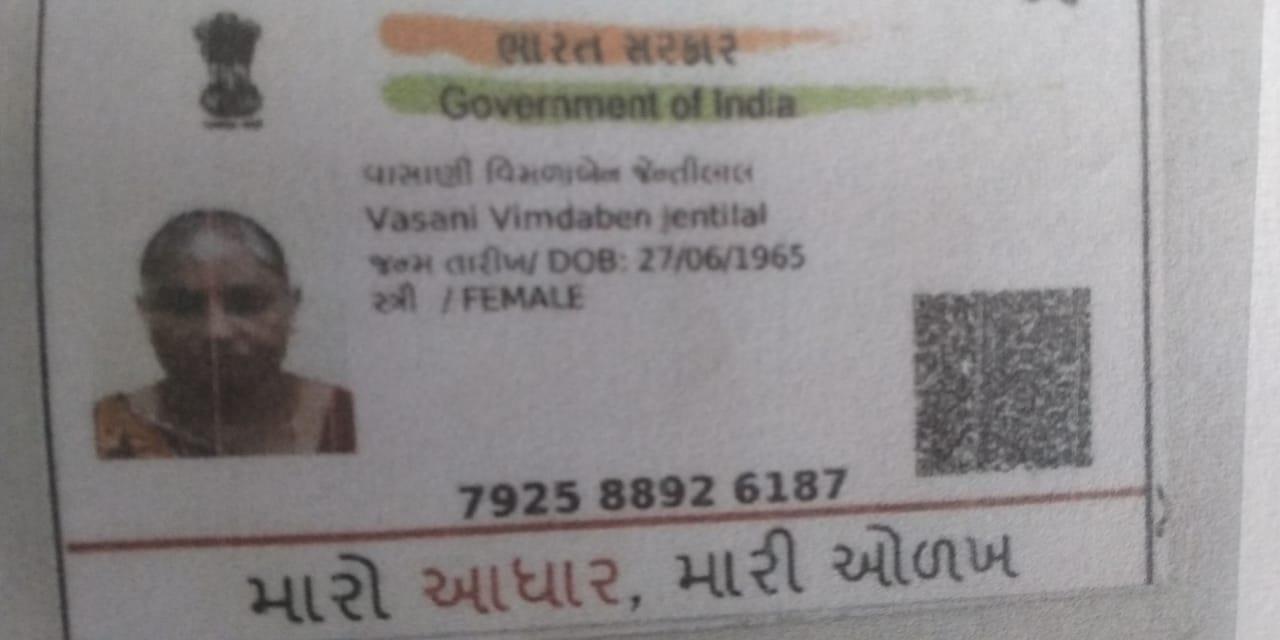 ભારત સરકાર
Government of India
વાસાણી વિમળાબેન જેન્તીલાલ
Vasani Vimdaben Jentilal
જન્મ તારીખ/ DOB: 27/06/1965
સ્ત્રી / FEMALE
7925 8892 6187
મારો આધાર, મારી ઓળખ